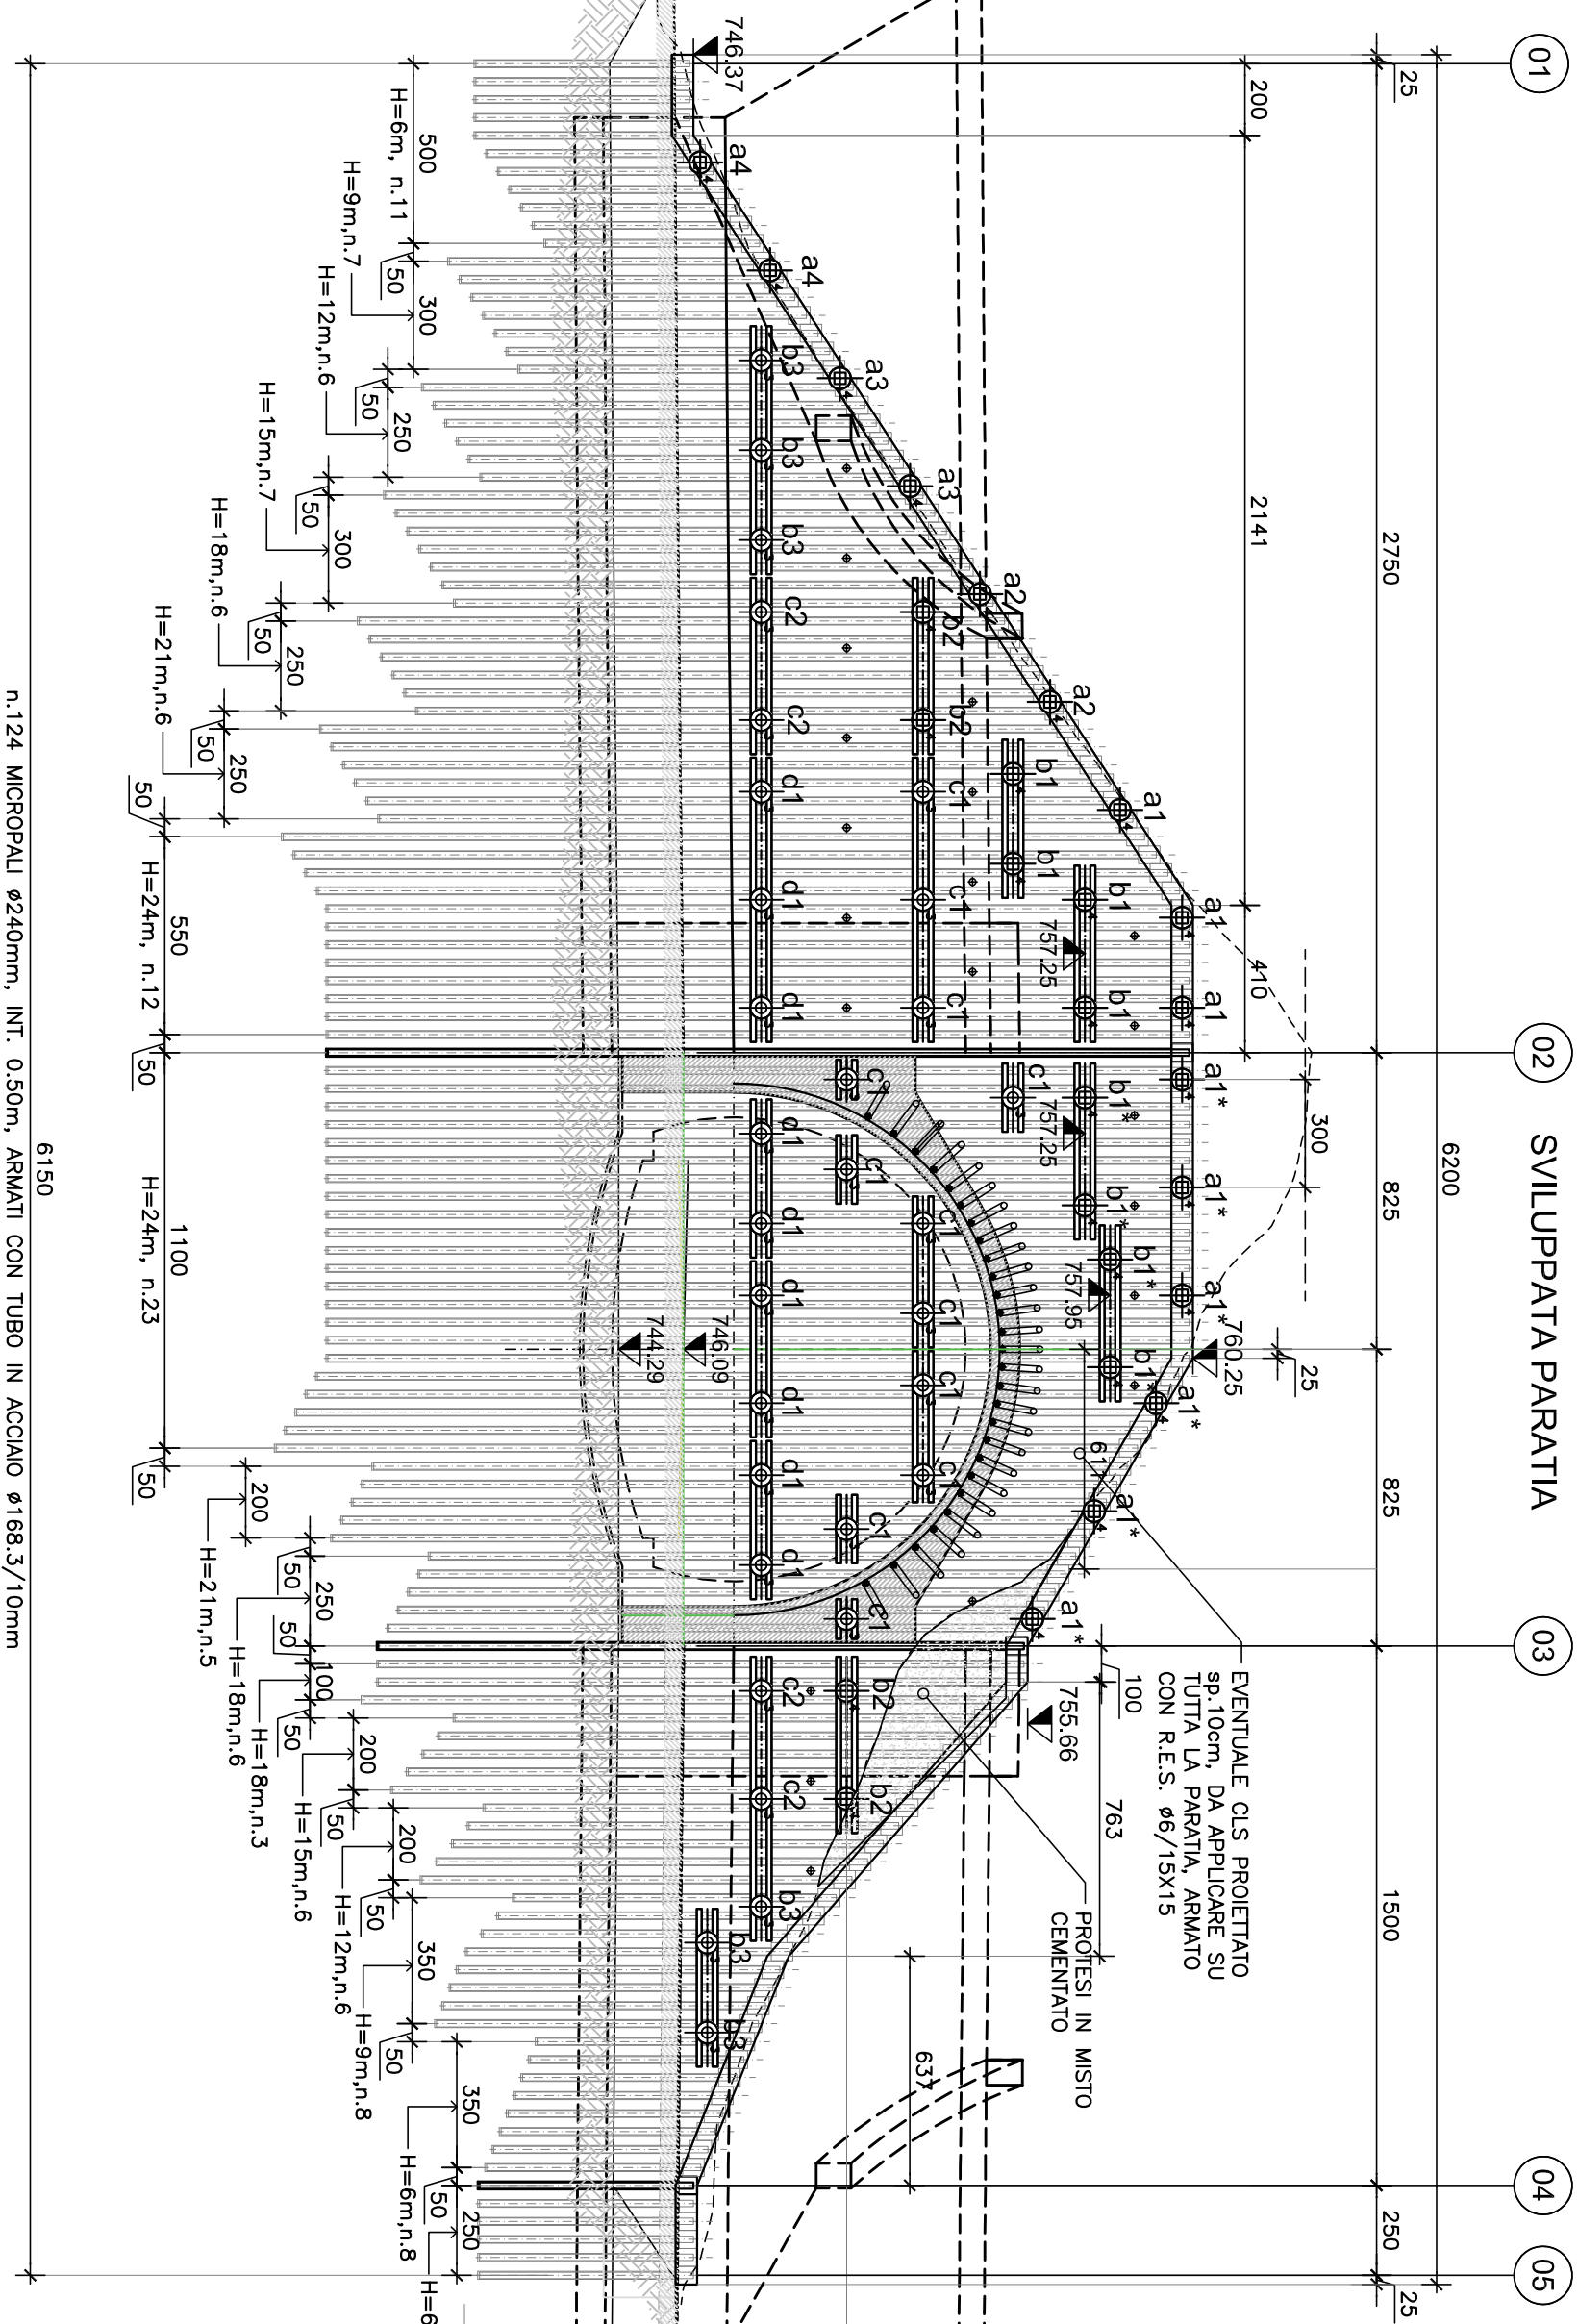 SVILUPPATA PARATIA
01
02
03
04
05
6200
25
2750
825
825
1500
250
25
200
2141
410
300
25
617
100
763
637
746.37
757.25
757.25
757.95
760.25
755.66
746.09
744.29
EVENTUALE CLS PROIETTATO
sp.10cm, DA APPLICARE SU
TUTTA LA PARATIA, ARMATO
CON R.E.S. ø6/15X15
PROTESI IN MISTO
CEMENTATO
a4
a4
a3
a3
a2
a2
a1
a1
a1
a1*
a1*
a1*
a1*
a1*
a1*
b1
b1
b1
b1
b1*
b1*
b1*
b1*
c1
b2
b2
c1
c1
c1
c1
c1
c1
c1
c1
c1
c1
c1
b2
b2
b3
b3
b3
c2
c2
d1
d1
d1
d1
d1
d1
d1
d1
d1
c2
c2
b3
b3
b3
500
H=6m, n.11
50
300
H=9m,n.7
50
250
H=12m,n.6
50
300
H=15m,n.7
50
250
H=18m,n.6
50
250
H=21m,n.6
50
550
H=24m, n.12
50
1100
H=24m, n.23
50
200
H=21m,n.5
50
250
H=18m,n.6
50
100
H=18m,n.3
50
200
H=15m,n.6
50
200
H=12m,n.6
50
350
H=9m,n.8
50
350
H=6m,n.8
50
250
H=6
6150
n.124 MICROPALI ø240mm, INT. 0.50m, ARMATI CON TUBO IN ACCIAIO ø168.3/10mm